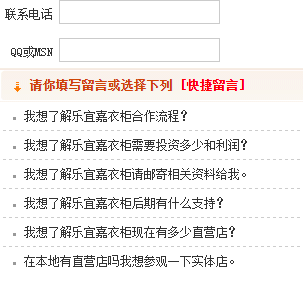 联系电话
QQ或MSN
请你填写留言或选择下列 【快捷留言】
我想了解乐宜嘉衣柜合作流程？
我想了解乐宜嘉衣柜需要投资多少和利润？
我想了解乐宜嘉衣柜请邮寄相关资料给我。
我想了解乐宜嘉衣柜后期有什么支持？
我想了解乐宜嘉衣柜现在有多少直营店？
在本地有直营店吗我想参观一下实体店。